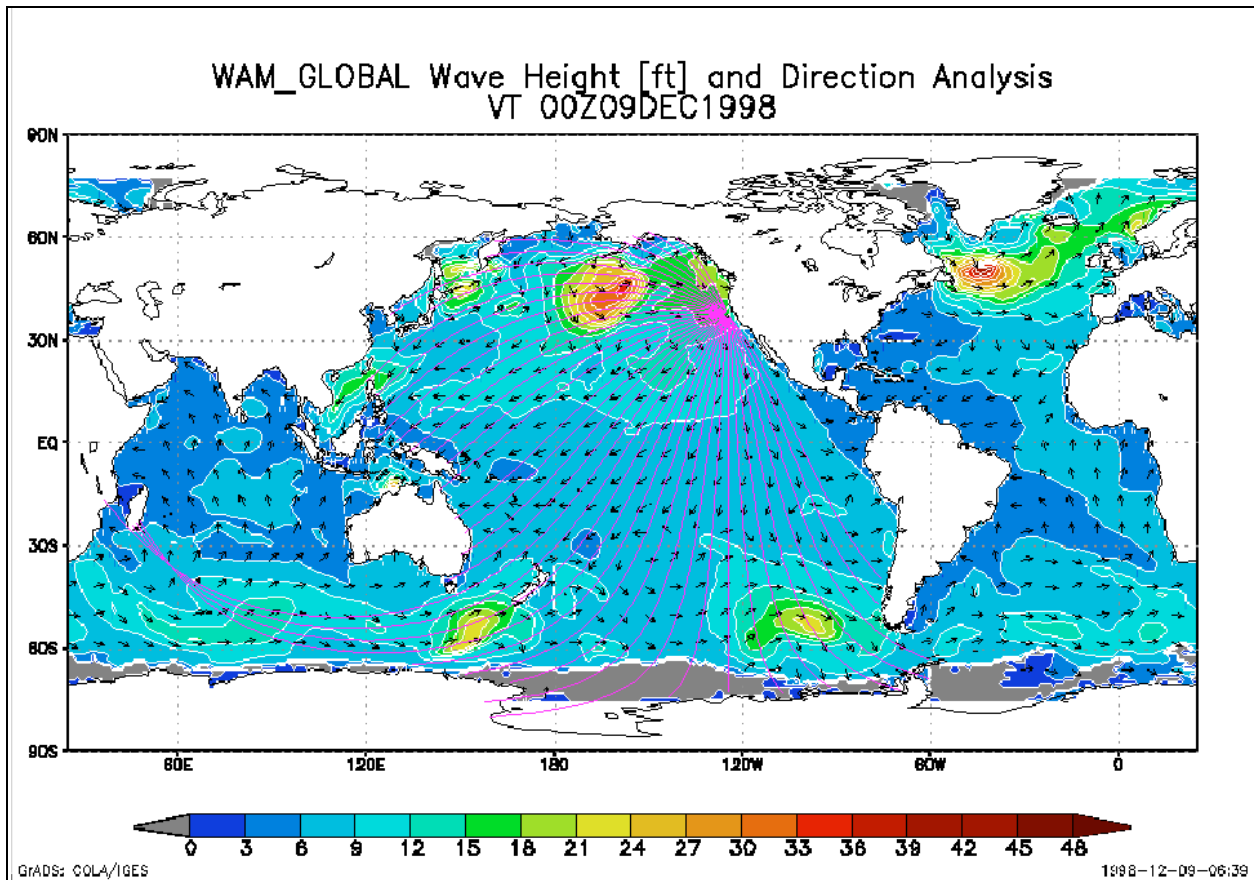 WAM_GLOBAL Wave Height [ft] and Direction Analysis
VT 00Z09DEC1998
90N
60N
30N
EQ
30S
60S
90S
60E 120E 180 120W 60W 0
0 3 6 9 12 15 18 21 24 27 30 33 36 39 42 45 48
GrADS: COLA/IGES
1998-12-09-06:39